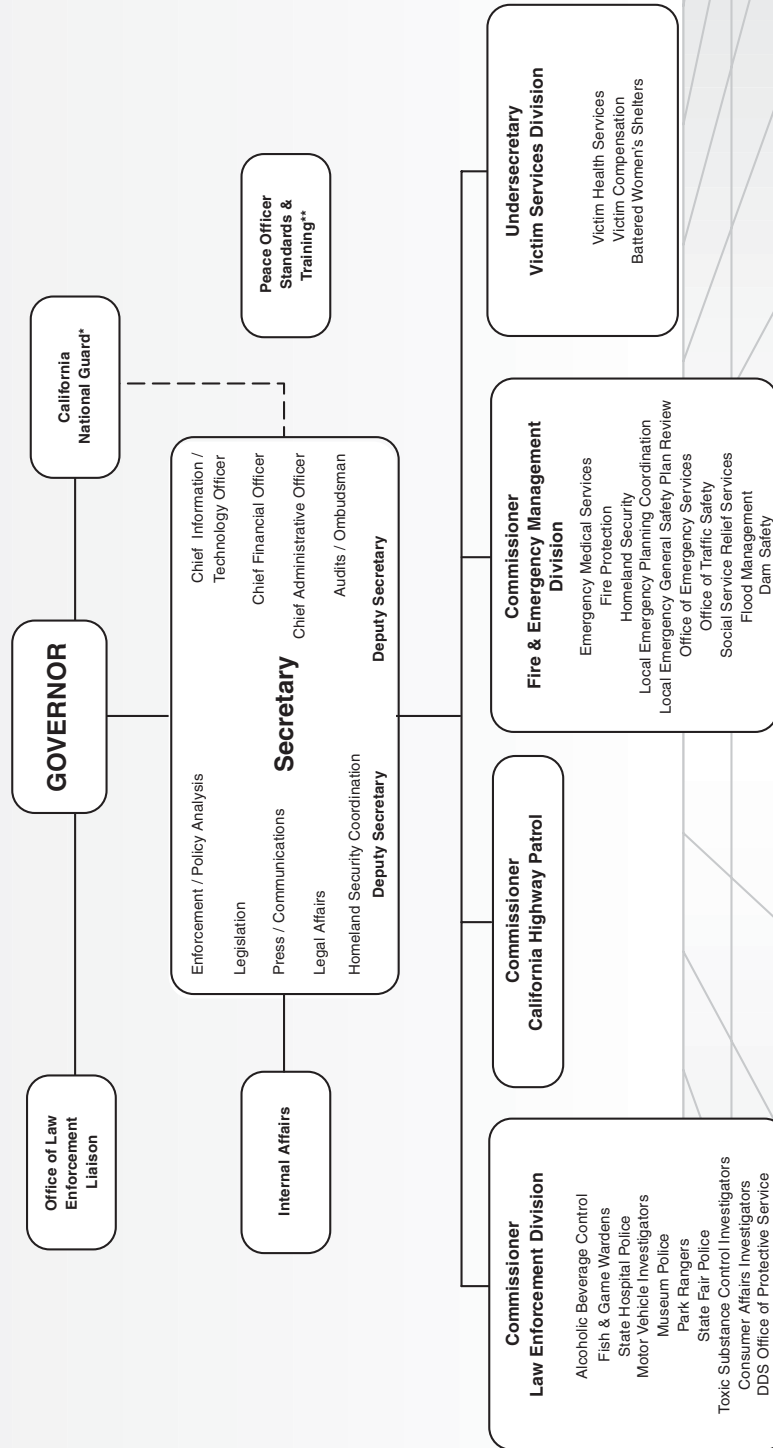 GOVERNOR
Office of Law
Enforcement
Liaison
California
National Guard*
Internal Affairs
Enforcement / Policy Analysis
Legislation
Press / Communications
Legal Affairs
Homeland Security Coordination
Deputy Secretary
Secretary
Chief Information /
Technology Officer
Chief Financial Officer
Chief Administrative Officer
Audits / Ombudsman
Deputy Secretary
Peace Officer
Standards &
Training**
Commissioner
Law Enforcement Division
Alcoholic Beverage Control
Fish & Game Wardens
State Hospital Police
Motor Vehicle Investigators
Museum Police
Park Rangers
State Fair Police
Toxic Substance Control Investigators
Consumer Affairs Investigators
DDS Office of Protective Service
Commissioner
California Highway Patrol
Commissioner
Fire & Emergency Management
Division
Emergency Medical Services
Fire Protection
Homeland Security
Local Emergency Planning Coordination
Local Emergency General Safety Plan Review
Office of Emergency Services
Office of Traffic Safety
Social Service Relief Services
Flood Management
Dam Safety
Undersecretary
Victim Services Division
Victim Health Services
Victim Compensation
Battered Women's Shelters